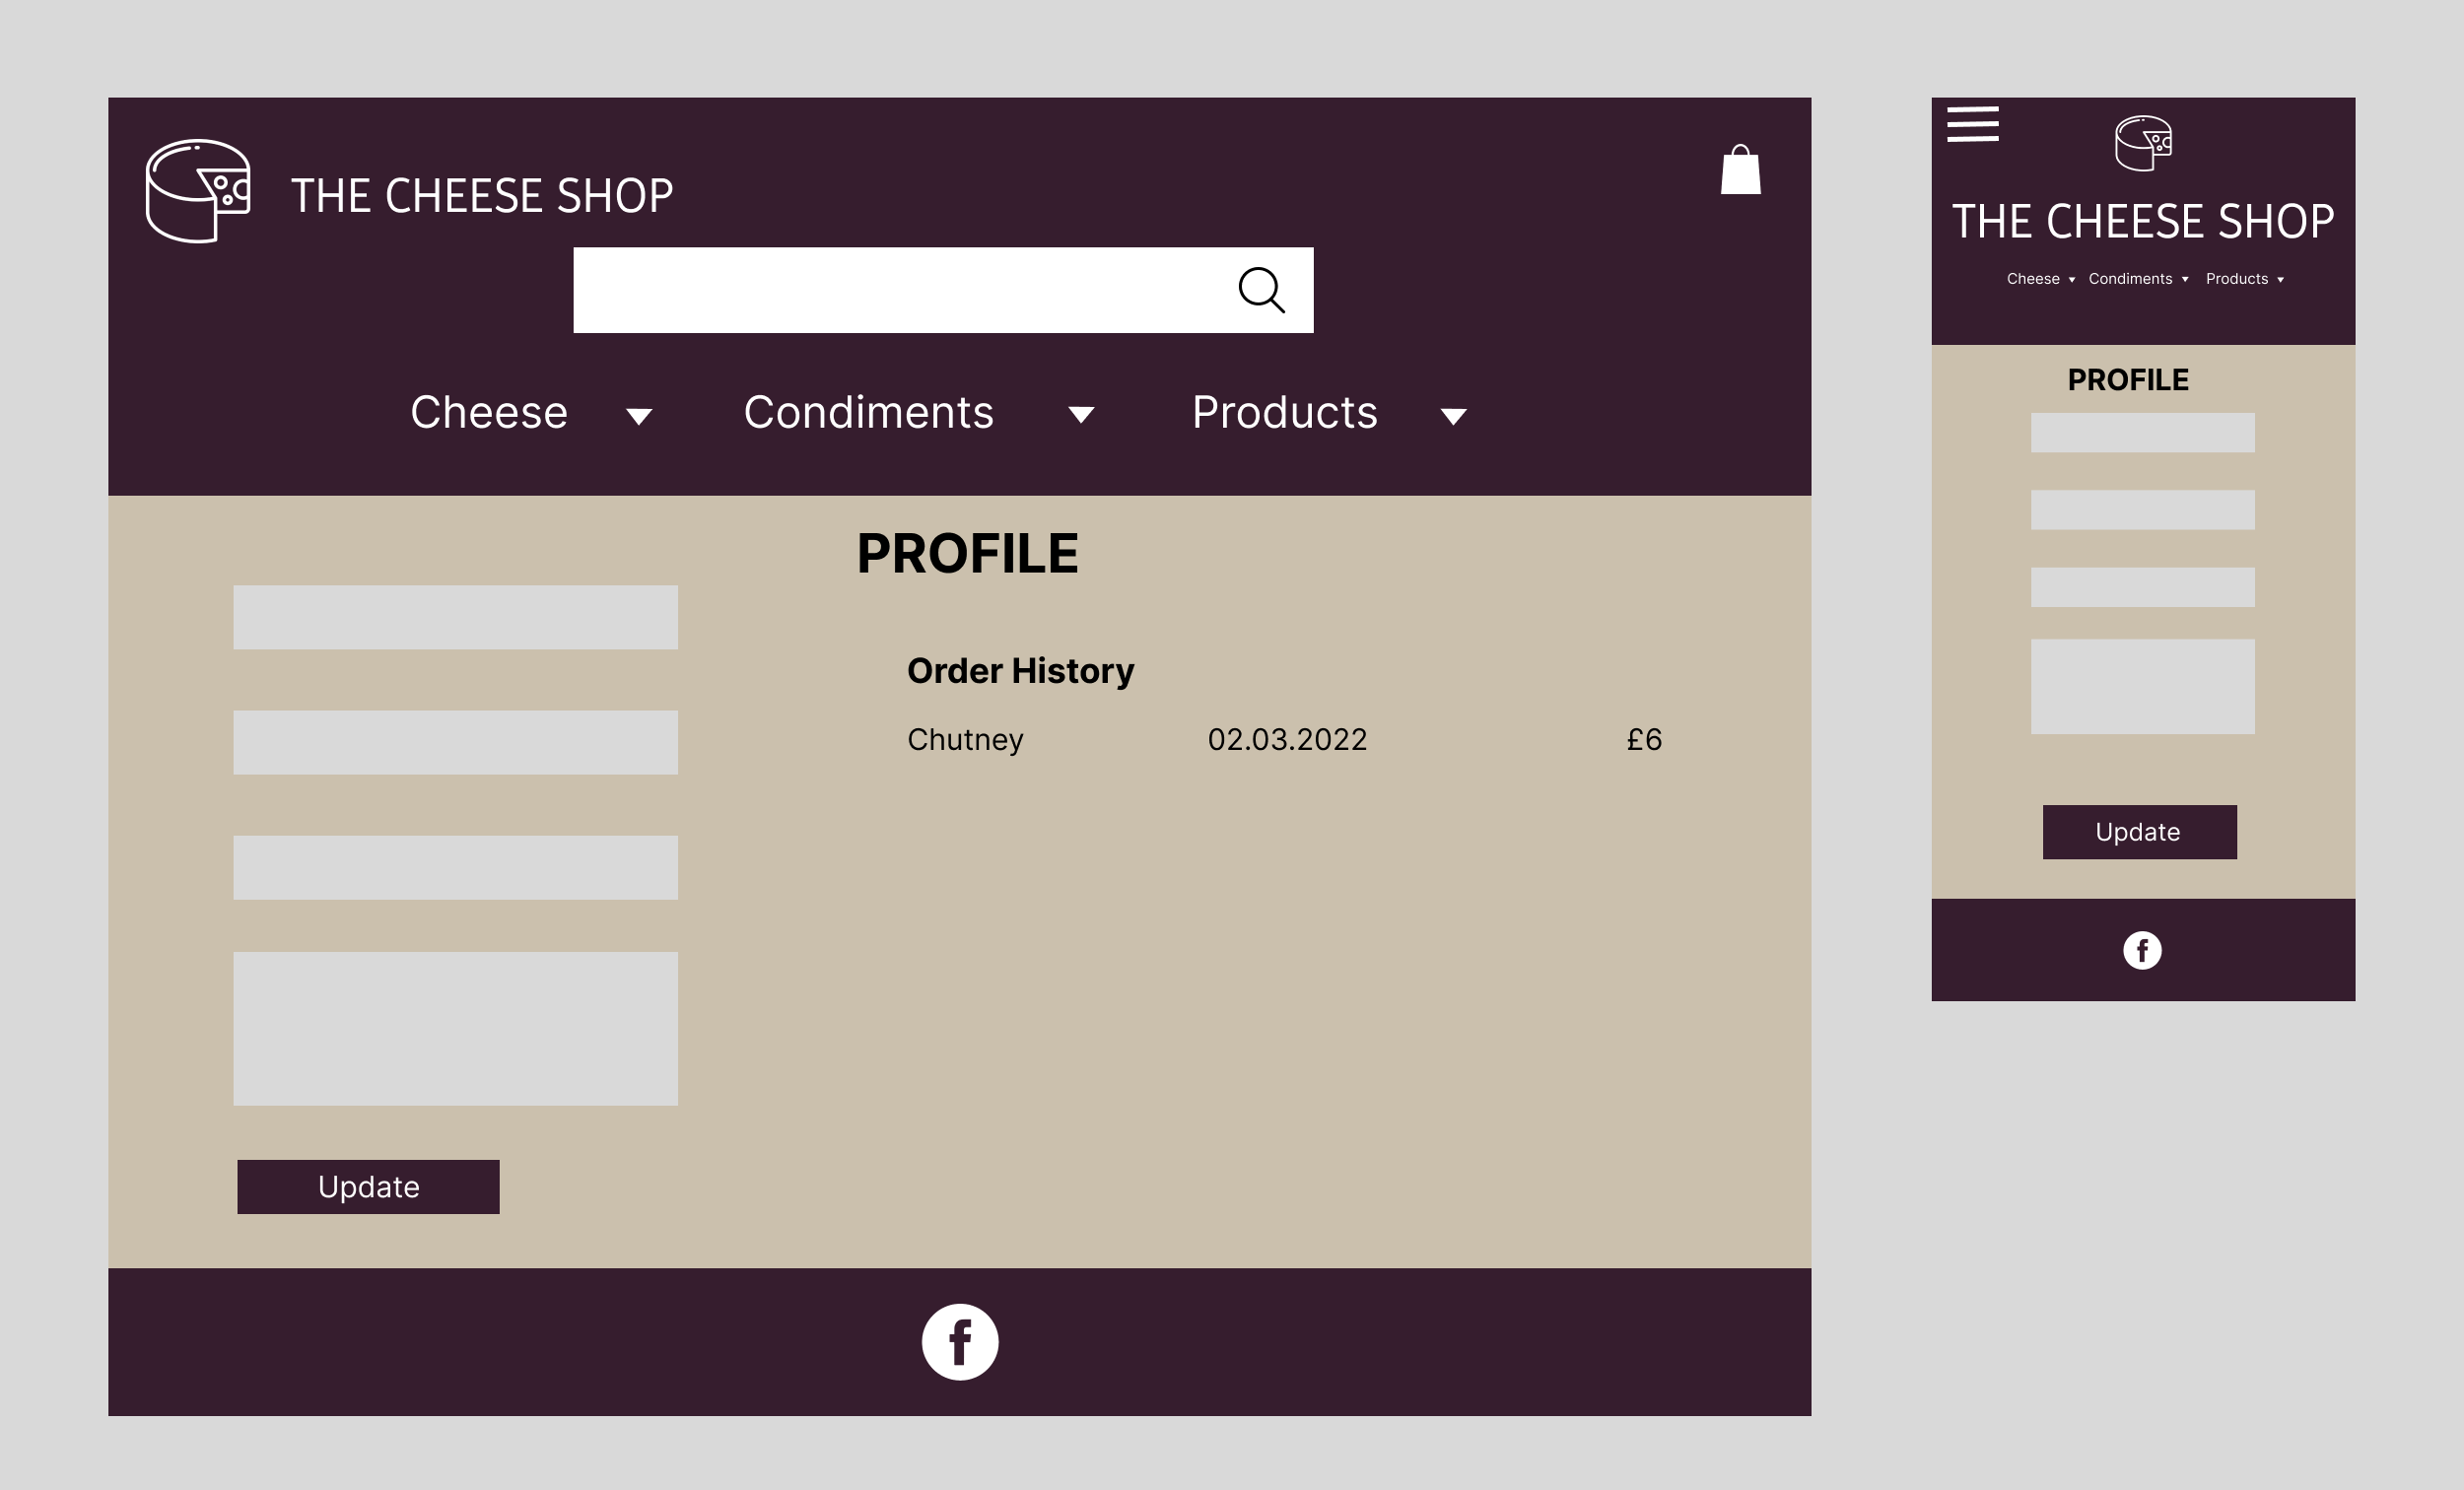 THE CHEESE SHOP
Cheese Condiments Products
PROFILE
Order History
Chutney 02.03.2022 £6
Update
f
THE CHEESE SHOP
Cheese Condiments Products
PROFILE
Update
f